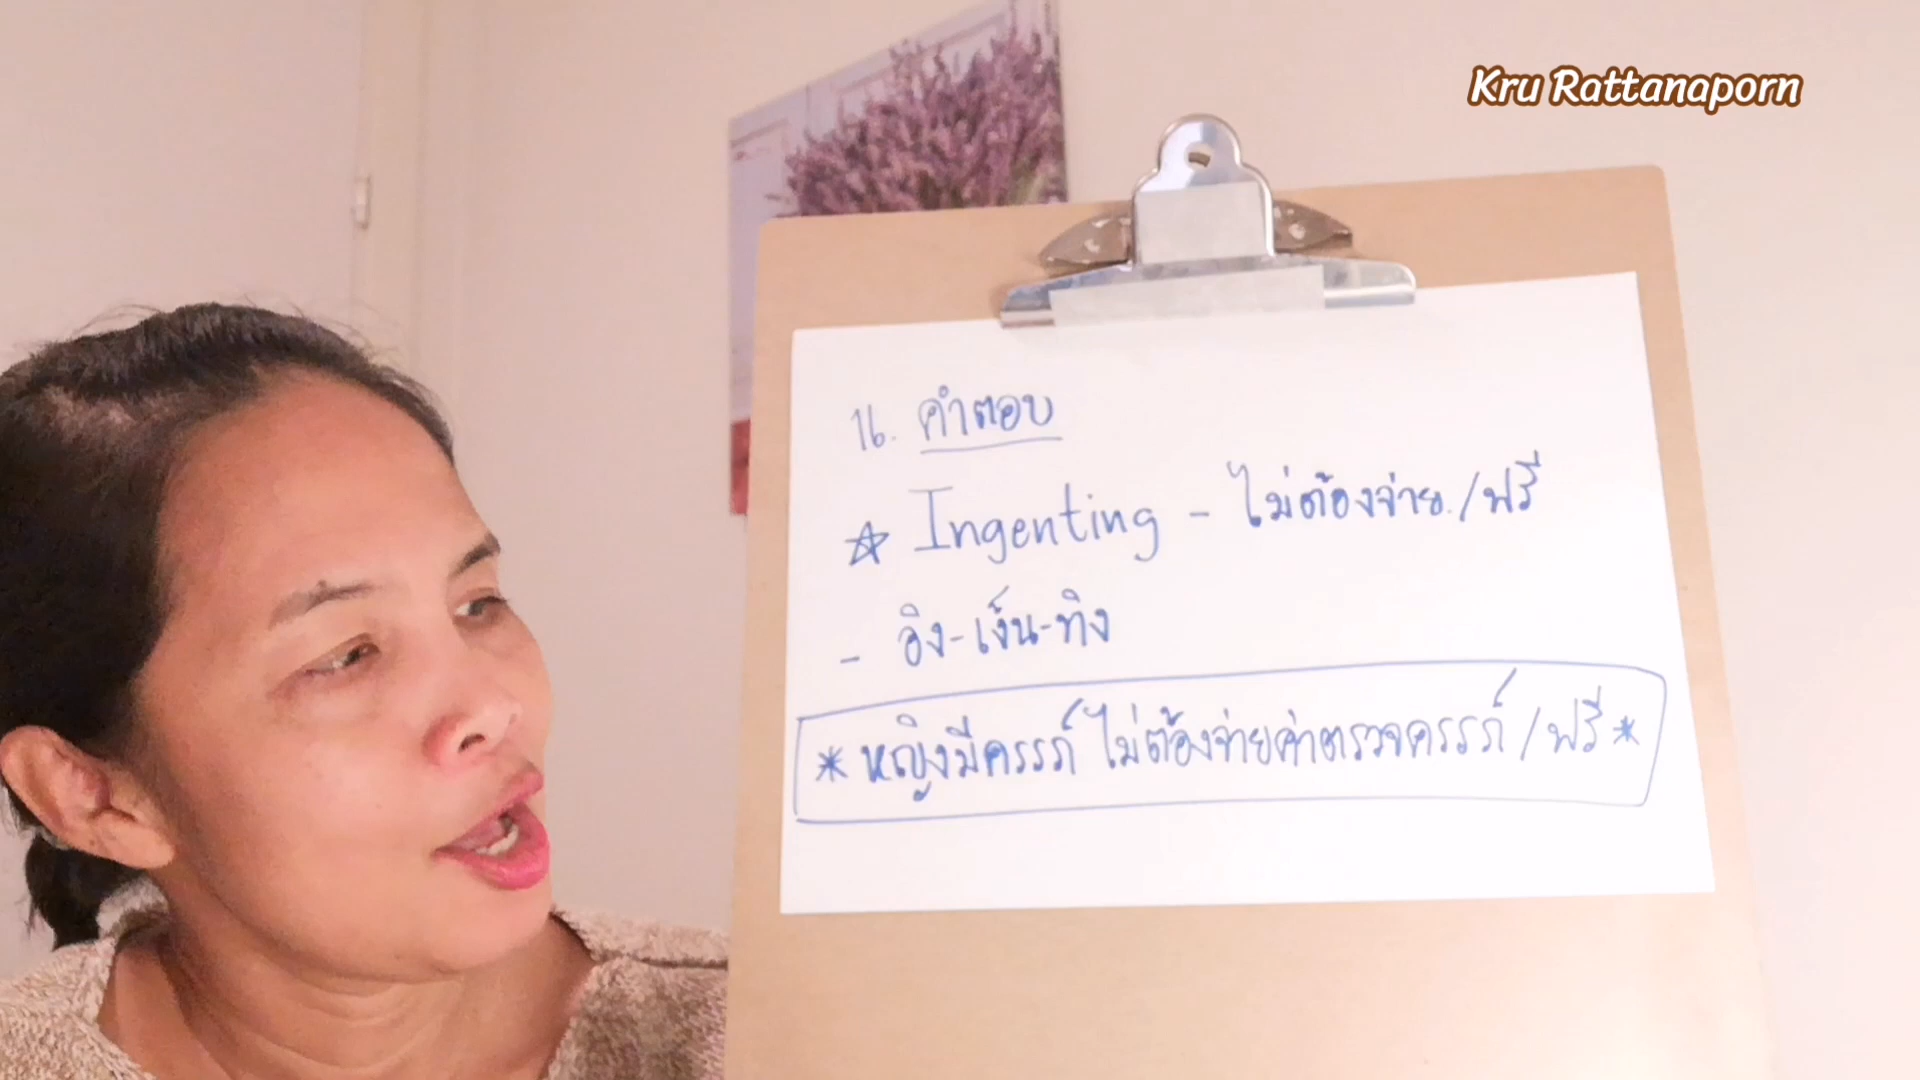 Kru Rattanaporn
16. คำตอบ
☆ Ingenting - ไม่ต้องจ่าย./ฟรี
- อิง-เง็น-ทิง
* หญิงมีครรภ์ ไม่ต้องจ่ายค่าตรวจครรภ์ / ฟรี *